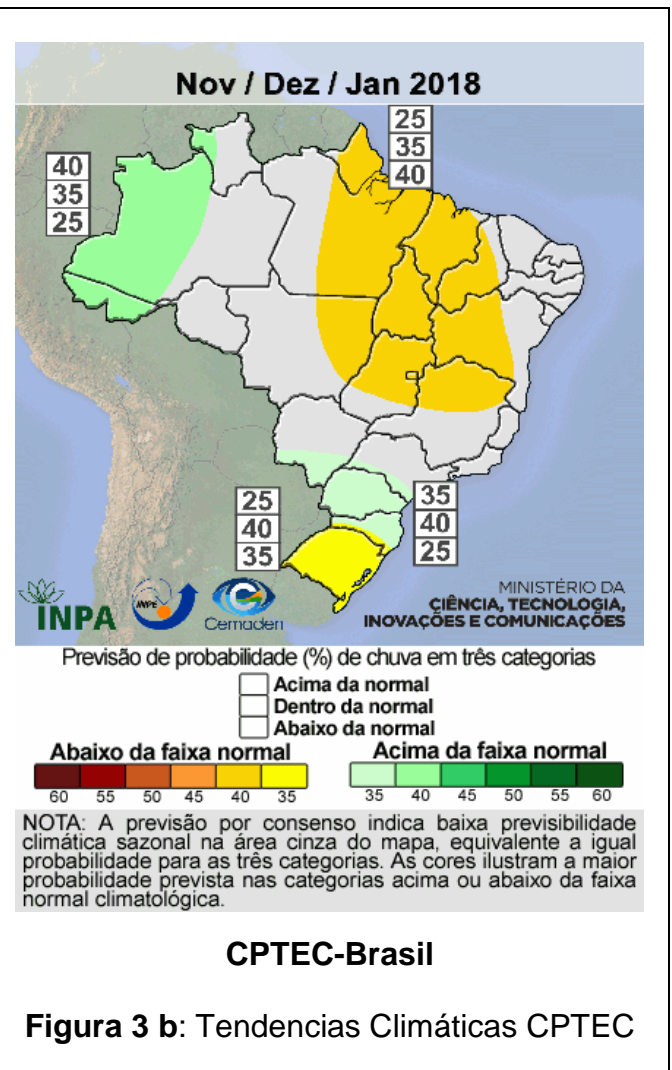 Nov / Dez / Jan 2018
25
35
40
40
35
25
25
40
35
35
40
25
INPA
INPE
Cemaden
MINISTÉRIO DA
CIÊNCIA, TECNOLOGIA,
INOVAÇÕES E COMUNICAÇÕES
Previsão de probabilidade (%) de chuva em três categorias
Acima da normal
Dentro da normal
Abaixo da normal
Abaixo da faixa normal
Acima da faixa normal
60 55 50 45 40 35
35 40 45 50 55 60
NOTA: A previsão por consenso indica baixa previsibilidade
climática sazonal na área cinza do mapa, equivalente a igual
probabilidade para as três categorias. As cores ilustram a maior
probabilidade prevista nas categorias acima ou abaixo da faixa
normal climatológica.
CPTEC-Brasil
Figura 3 b: Tendencias Climáticas CPTEC